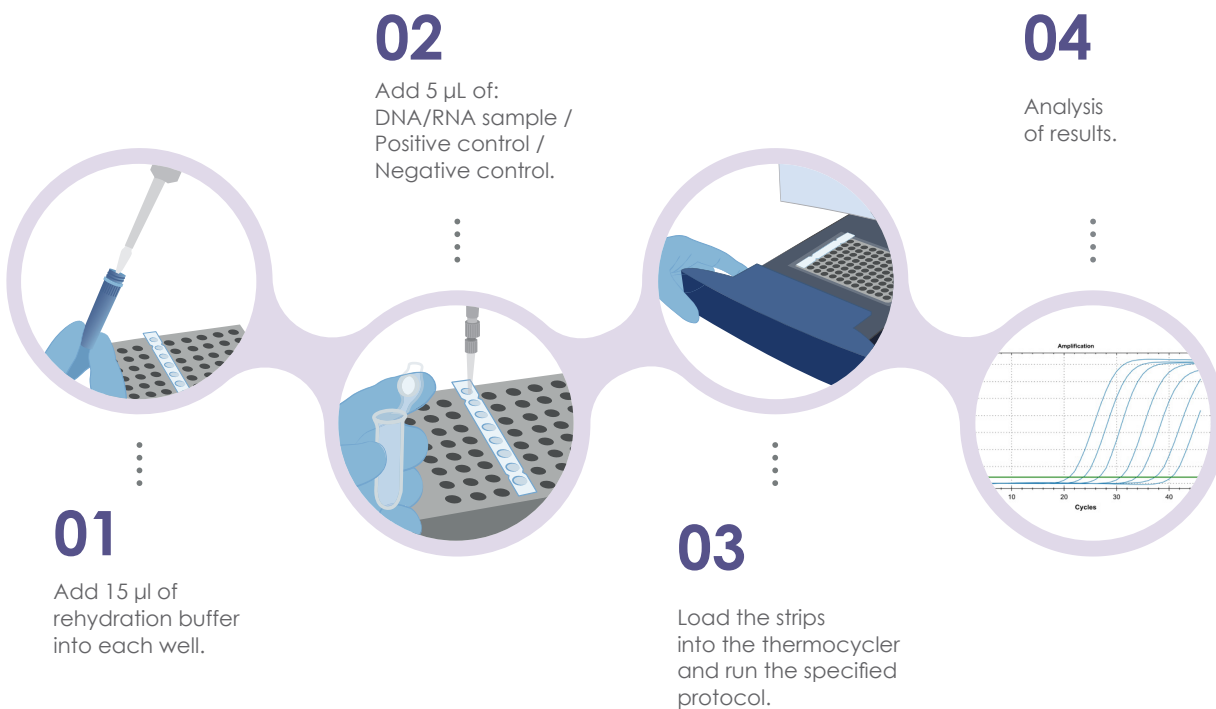 01
Add 15 µl of
rehydration buffer
into each well.
02
Add 5 µL of:
DNA/RNA sample /
Positive control /
Negative control.
03
Load the strips
into the thermocycler
and run the specified
protocol.
04
Analysis
of results.
Amplification
10 20 30 40
Cycles